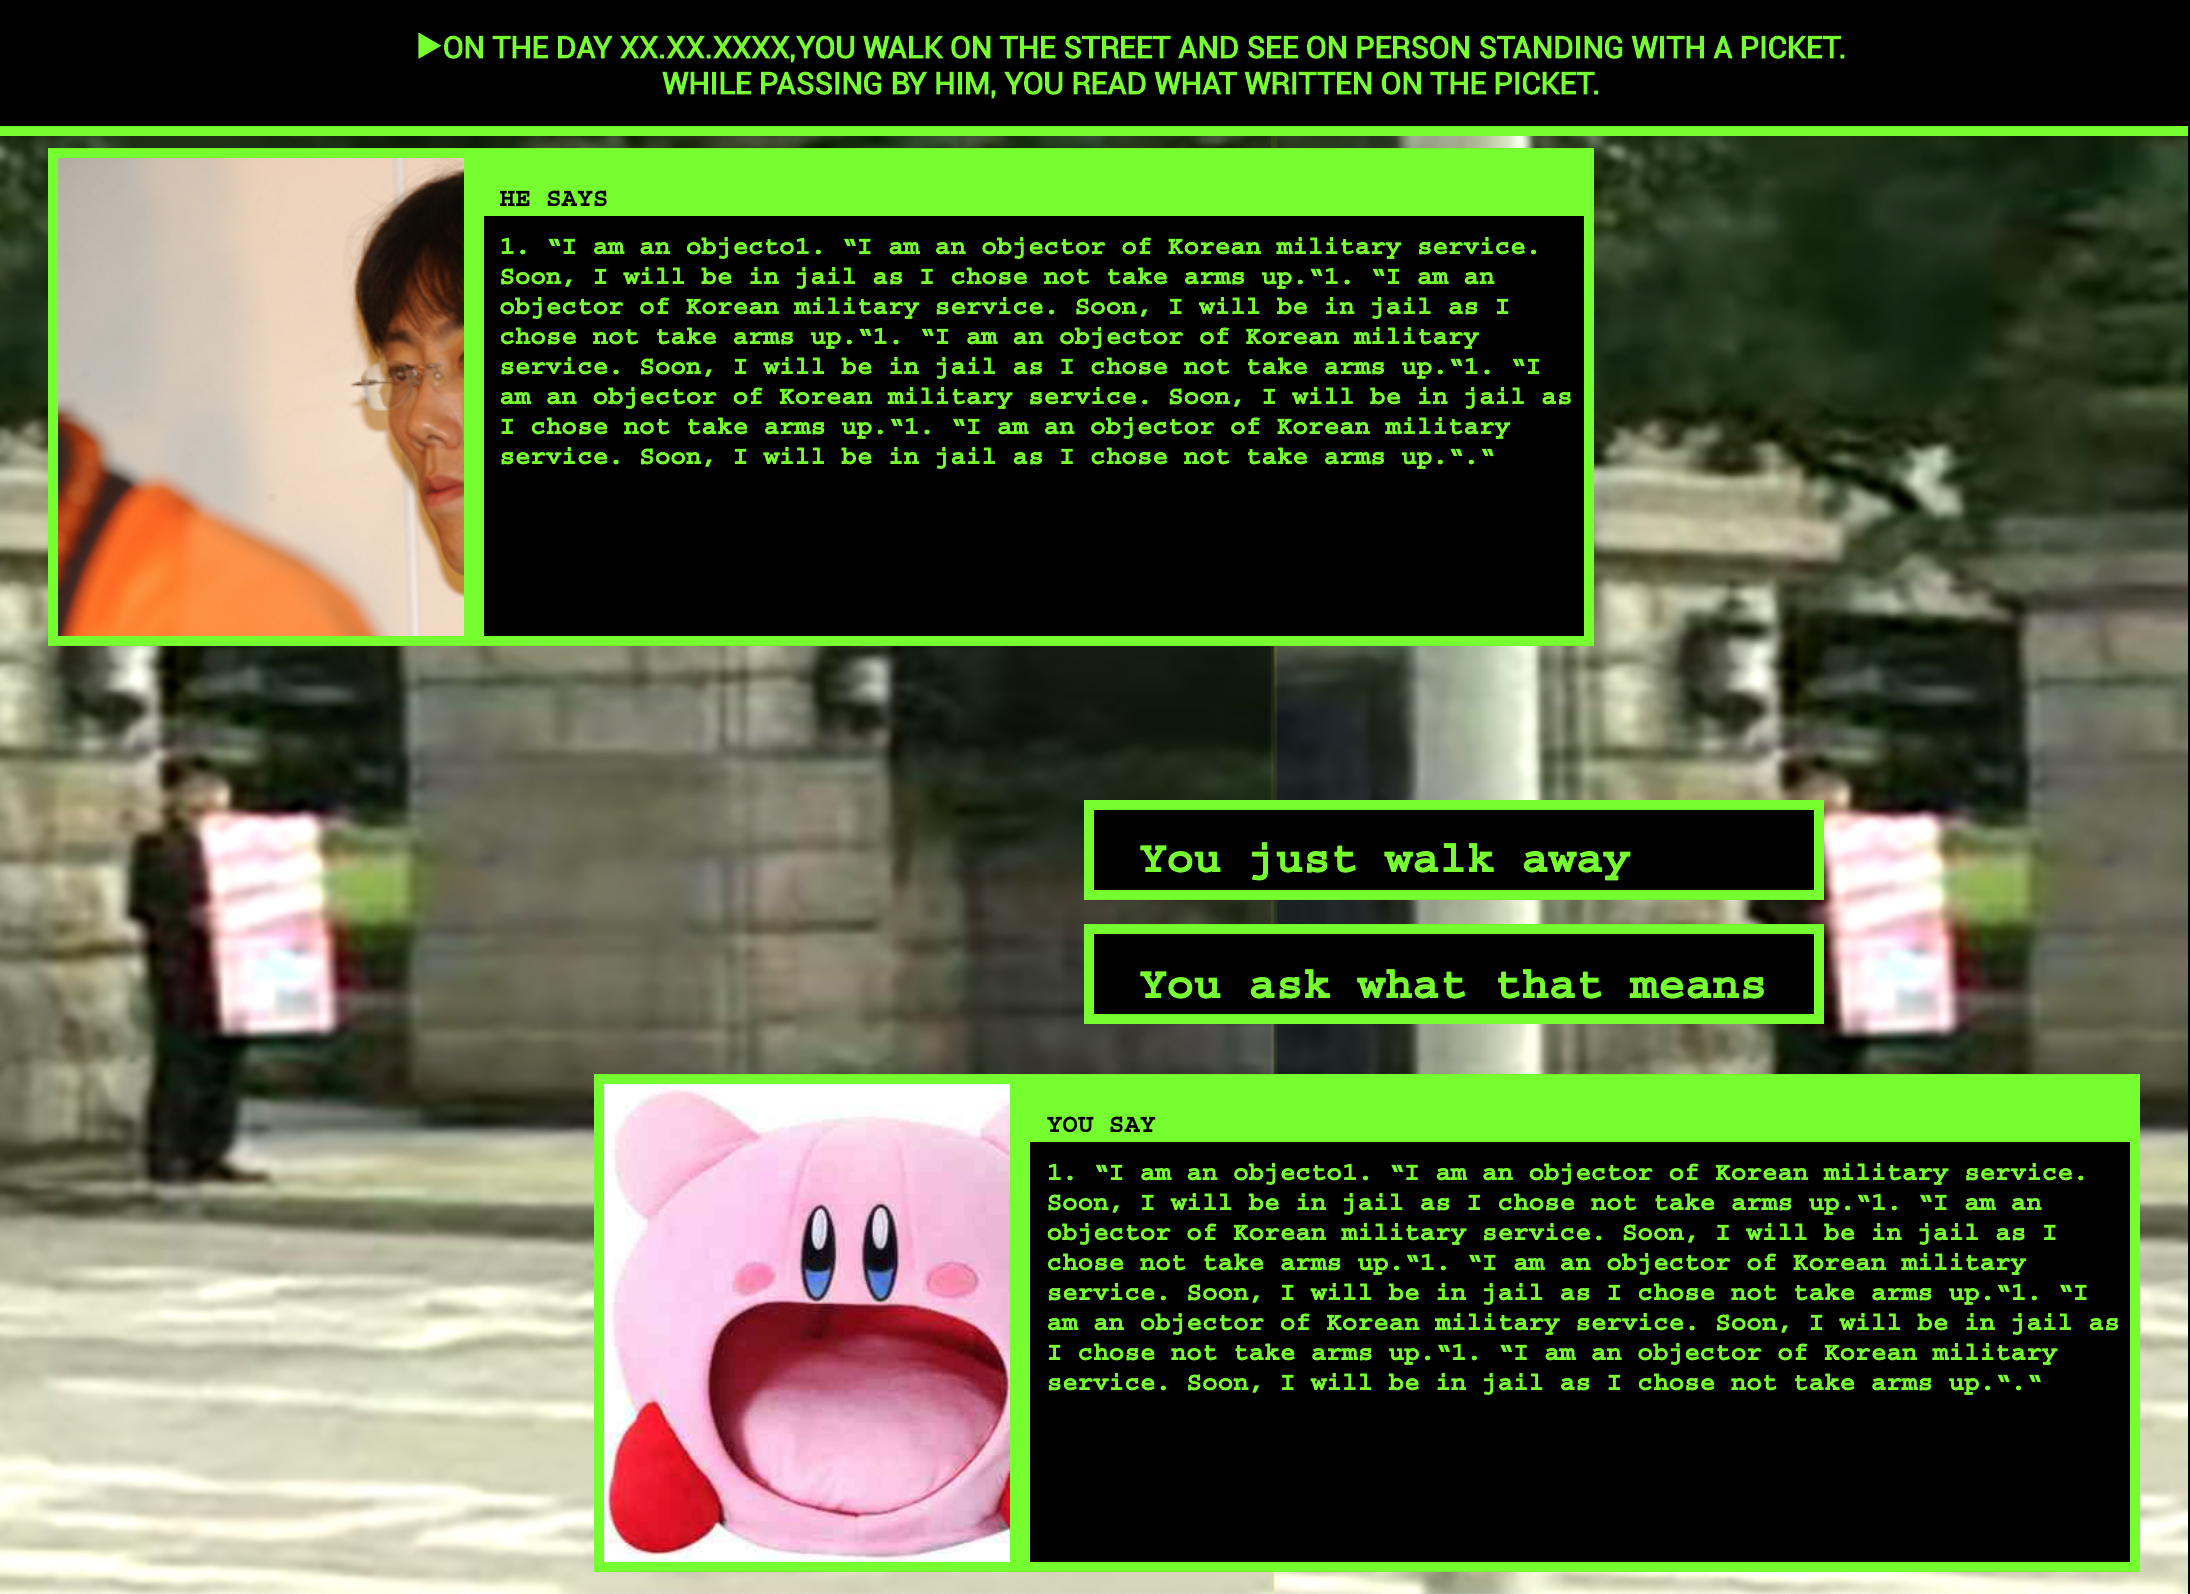 ▶ON THE DAY XX.XX.XXXX,YOU WALK ON THE STREET AND SEE ON PERSON STANDING WITH A PICKET.
WHILE PASSING BY HIM, YOU READ WHAT WRITTEN ON THE PICKET.
HE SAYS
1. “I am an objecto1. “I am an objector of Korean military service.
Soon, I will be in jail as I chose not take arms up.“1. “I am an
objector of Korean military service. Soon, I will be in jail as I
chose not take arms up.“1. “I am an objector of Korean military
service. Soon, I will be in jail as I chose not take arms up.“1. “I
am an objector of Korean military service. Soon, I will be in jail as
I chose not take arms up.“1. “I am an objector of Korean military
service. Soon, I will be in jail as I chose not take arms up.“.“
You just walk away
You ask what that means
YOU SAY
1. “I am an objecto1. “I am an objector of Korean military service.
Soon, I will be in jail as I chose not take arms up.“1. “I am an
objector of Korean military service. Soon, I will be in jail as I
chose not take arms up.“1. “I am an objector of Korean military
service. Soon, I will be in jail as I chose not take arms up.“1. “I
am an objector of Korean military service. Soon, I will be in jail as
I chose not take arms up.“1. “I am an objector of Korean military
service. Soon, I will be in jail as I chose not take arms up.“.“